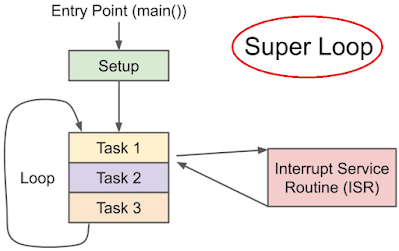 Entry Point (main())
Super Loop
Setup
Loop
Task 1
Task 2
Task 3
Interrupt Service
Routine (ISR)